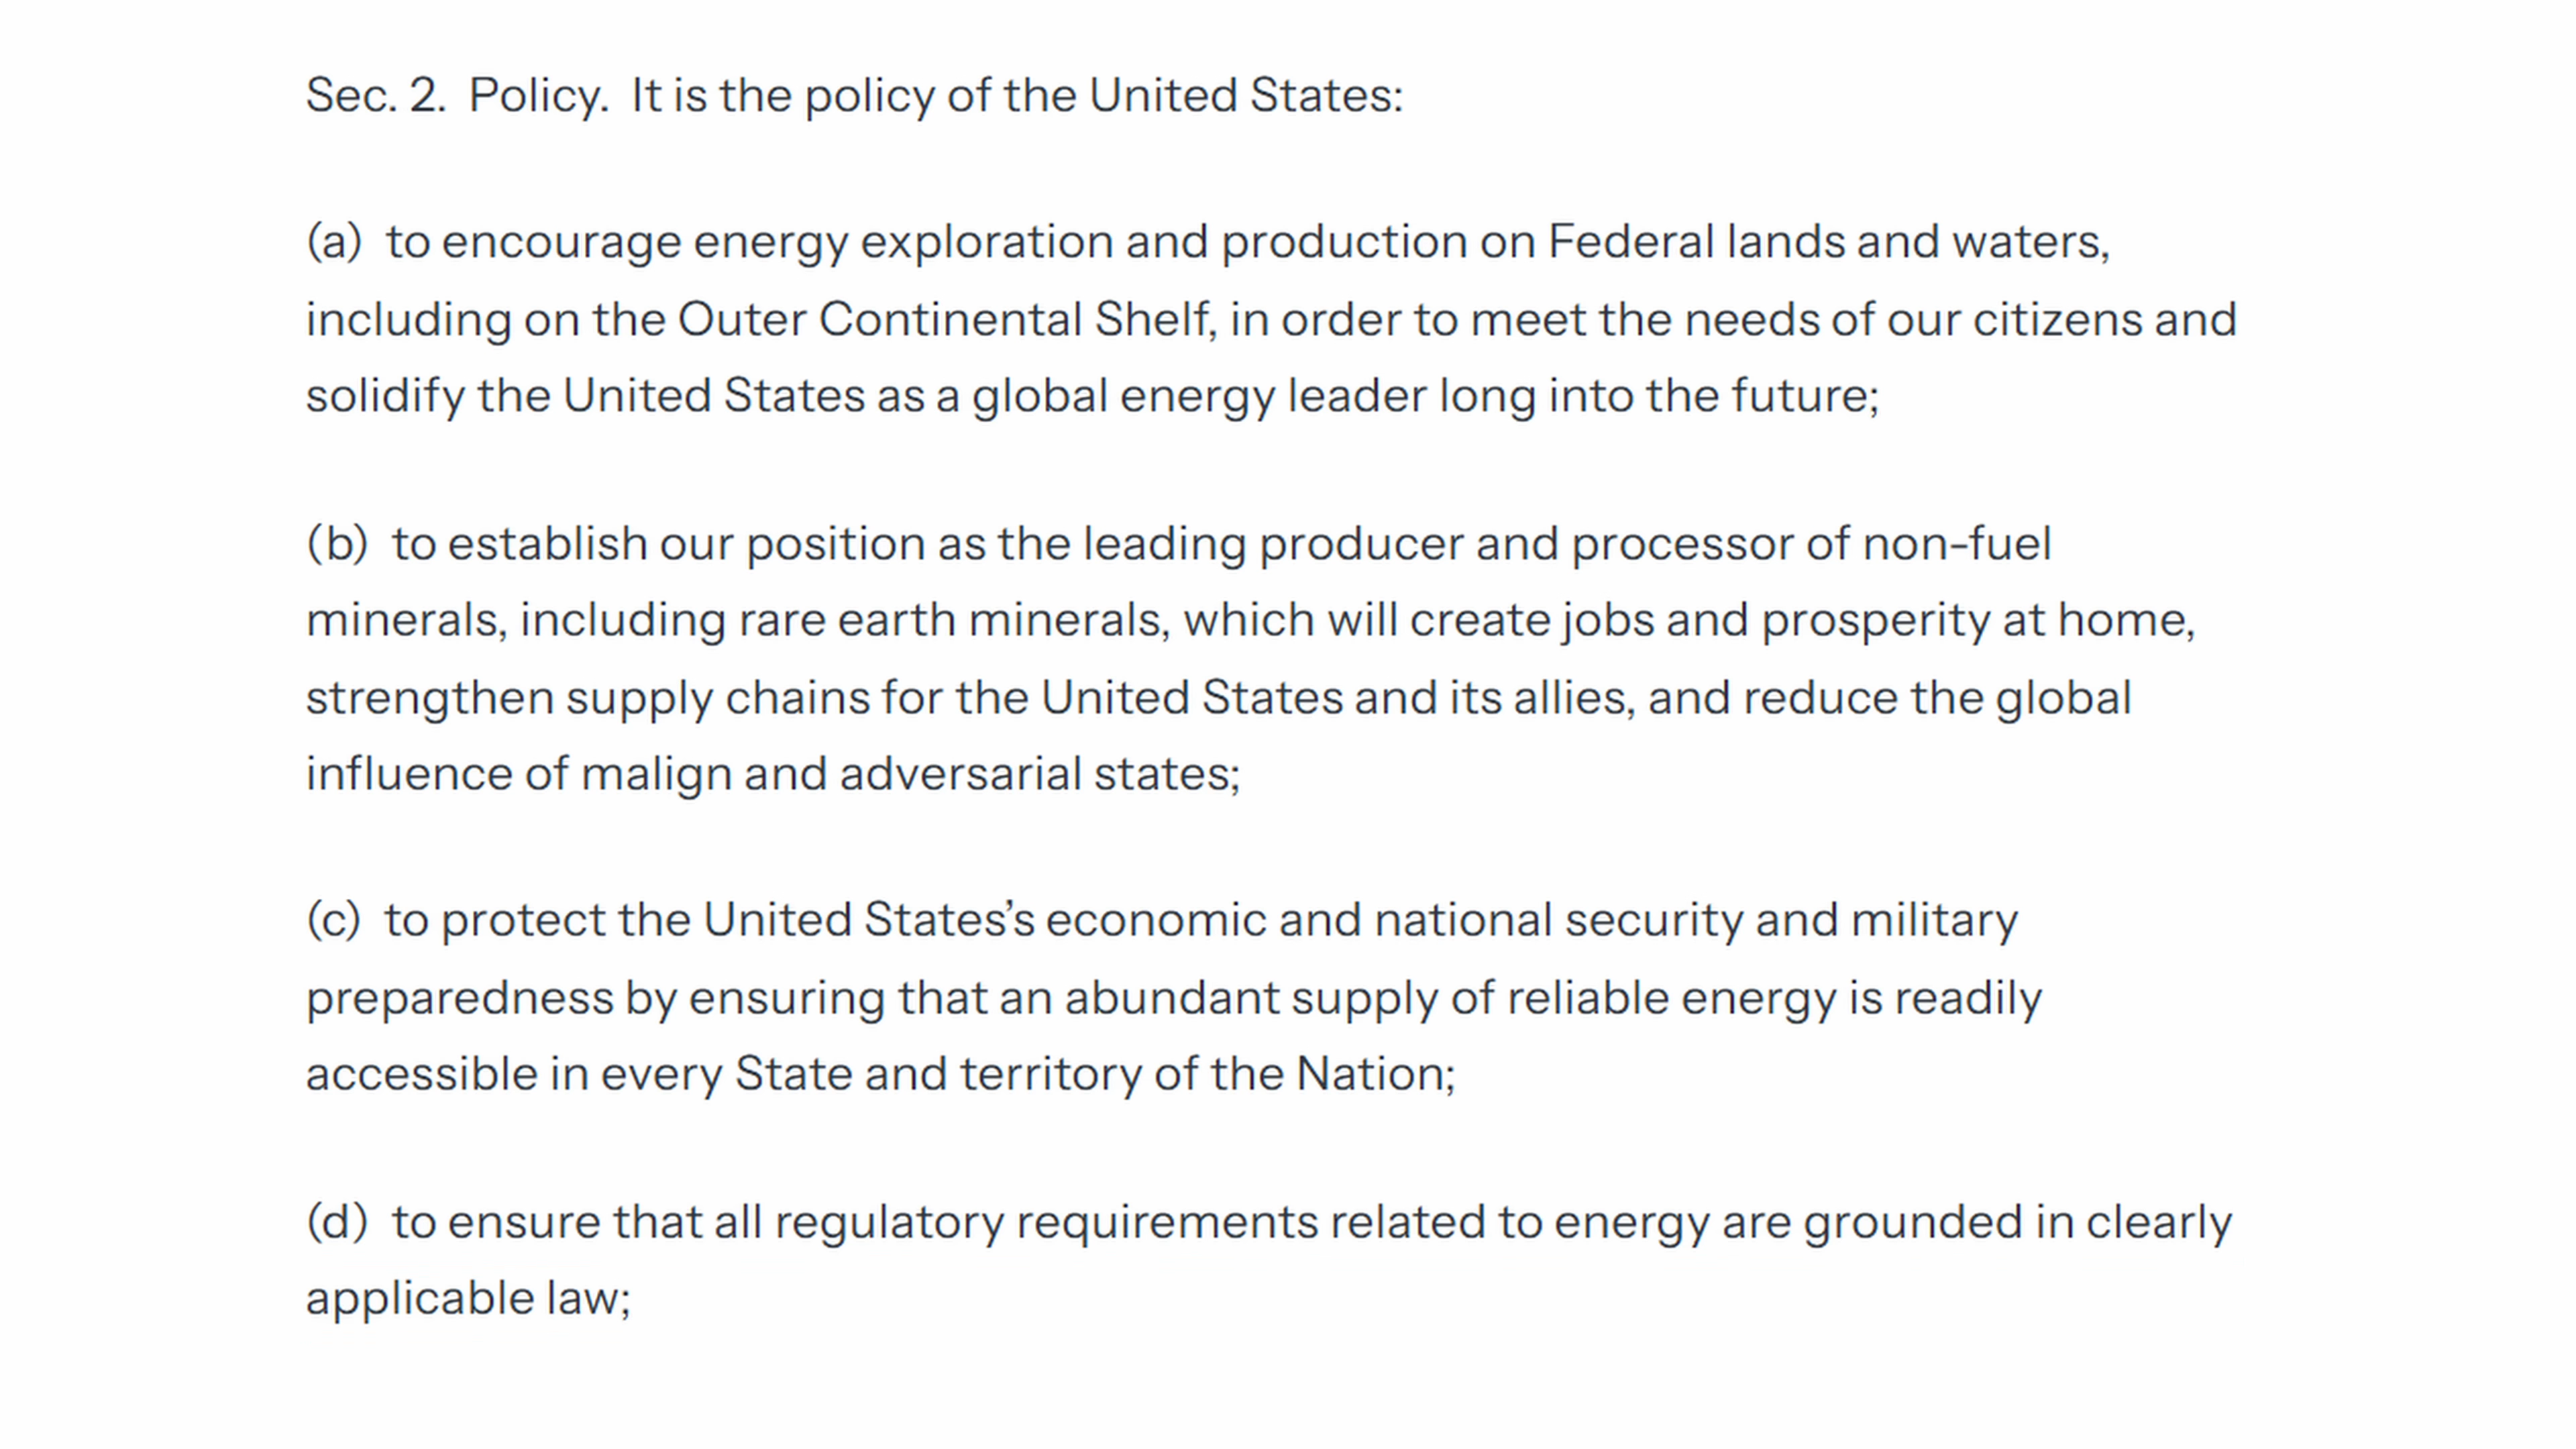 Sec. 2.  Policy.  It is the policy of the United States:
(a)  to encourage energy exploration and production on Federal lands and waters,
including on the Outer Continental Shelf, in order to meet the needs of our citizens and
solidify the United States as a global energy leader long into the future;
(b)  to establish our position as the leading producer and processor of non-fuel
minerals, including rare earth minerals, which will create jobs and prosperity at home,
strengthen supply chains for the United States and its allies, and reduce the global
influence of malign and adversarial states;
(c)  to protect the United States’s economic and national security and military
preparedness by ensuring that an abundant supply of reliable energy is readily
accessible in every State and territory of the Nation;
(d)  to ensure that all regulatory requirements related to energy are grounded in clearly
applicable law;